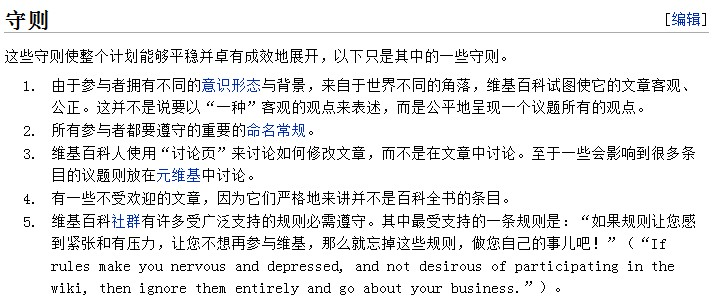 守则 [编辑]
这些守则使整个计划能够平稳并卓有成效地展开，以下只是其中的一些守则。
1. 由于参与者拥有不同的意识形态与背景，来自于世界不同的角落，维基百科试图使它的文章客观、
公正。这并不是说要以“一种”客观的观点来表述，而是公平地呈现一个议题所有的观点。
2. 所有参与者都要遵守的重要的命名常规。
3. 维基百科人使用“讨论页”来讨论如何修改文章，而不是在文章中讨论。至于一些会影响到很多条
目的议题则放在元维基中讨论。
4. 有一些不受欢迎的文章，因为它们严格地来讲并不是百科全书的条目。
5. 维基百科社群有许多受广泛支持的规则必需遵守。其中最受支持的一条规则是：“如果规则让您感
到紧张和有压力，让您不想再参与维基，那么就忘掉这些规则，做您自己的事儿吧！”（“If
rules make you nervous and depressed, and not desirous of participating in the
wiki, then ignore them entirely and go about your business.”）。